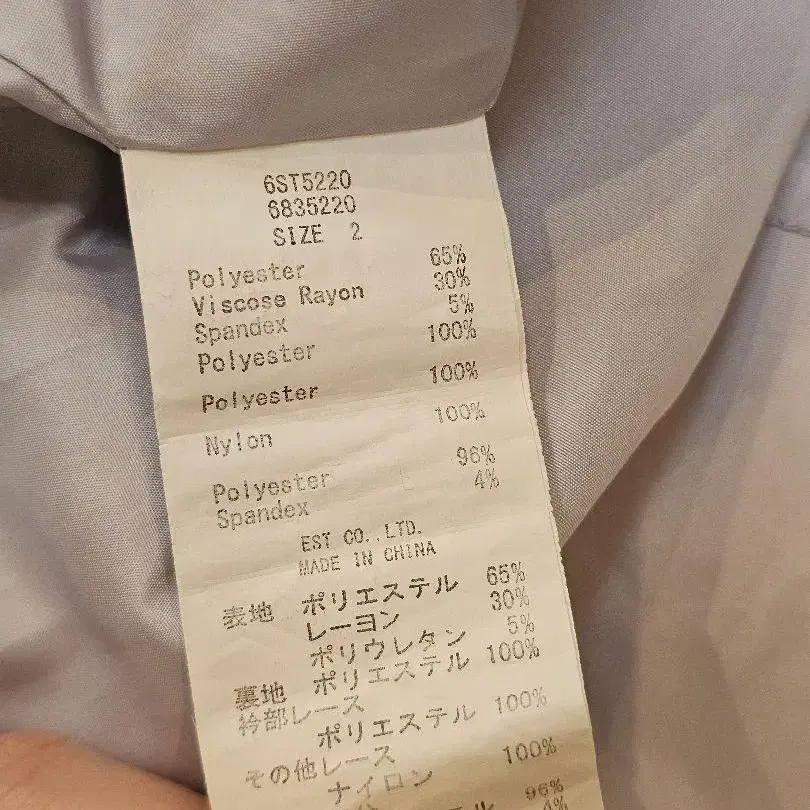 6ST5220
6835220
SIZE 2
Polyester 65%
Viscose Rayon 30%
Spandex 5%
Polyester 100%
Polyester 100%
Nylon 100%
Polyester 96%
Spandex 4%
EST CO.,LTD.
MADE IN CHINA
表地 ポリエステル 65%
レーヨン 30%
ポリウレタン 5%
裏地 ポリエステル 100%
衿部レース
ポリエステル 100%
その他レース
ナイロン 100%
96%
4%